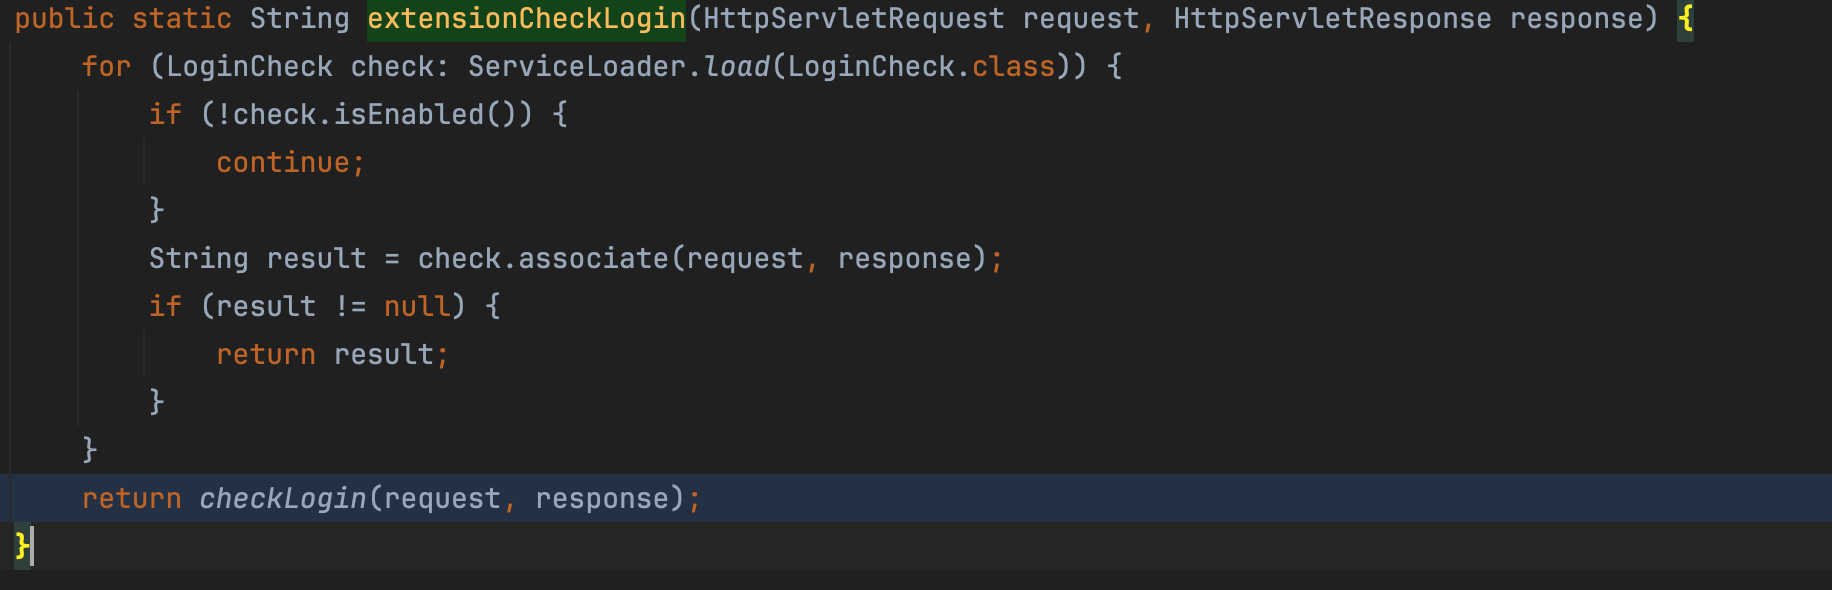 public static String extensionCheckLogin(HttpServletRequest request, HttpServletResponse response) {
    for (LoginCheck check: ServiceLoader.load(LoginCheck.class)) {
        if (!check.isEnabled()) {
            continue;
        }
        String result = check.associate(request, response);
        if (result != null) {
            return result;
        }
    }
    return checkLogin(request, response);
}